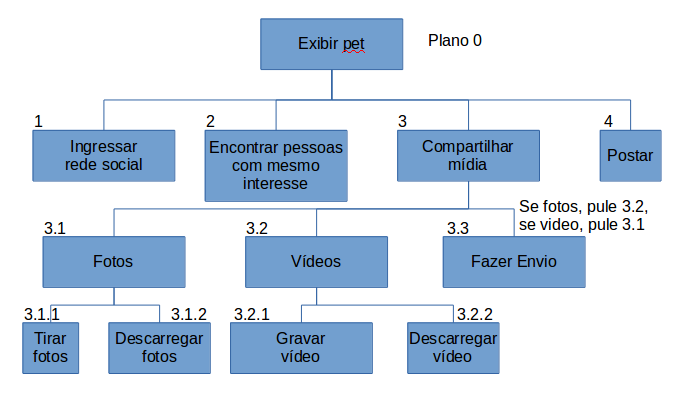 Exibir pet
Plano 0
1
Ingressar
rede social
2
Encontrar pessoas
com mesmo
interesse
3
Compartilhar
mídia
4
Postar
Se fotos, pule 3.2,
se video, pule 3.1
3.1
Fotos
3.2
Vídeos
3.3
Fazer Envio
3.1.1
Tirar
fotos
3.1.2
Descarregar
fotos
3.2.1
Gravar
vídeo
3.2.2
Descarregar
vídeo